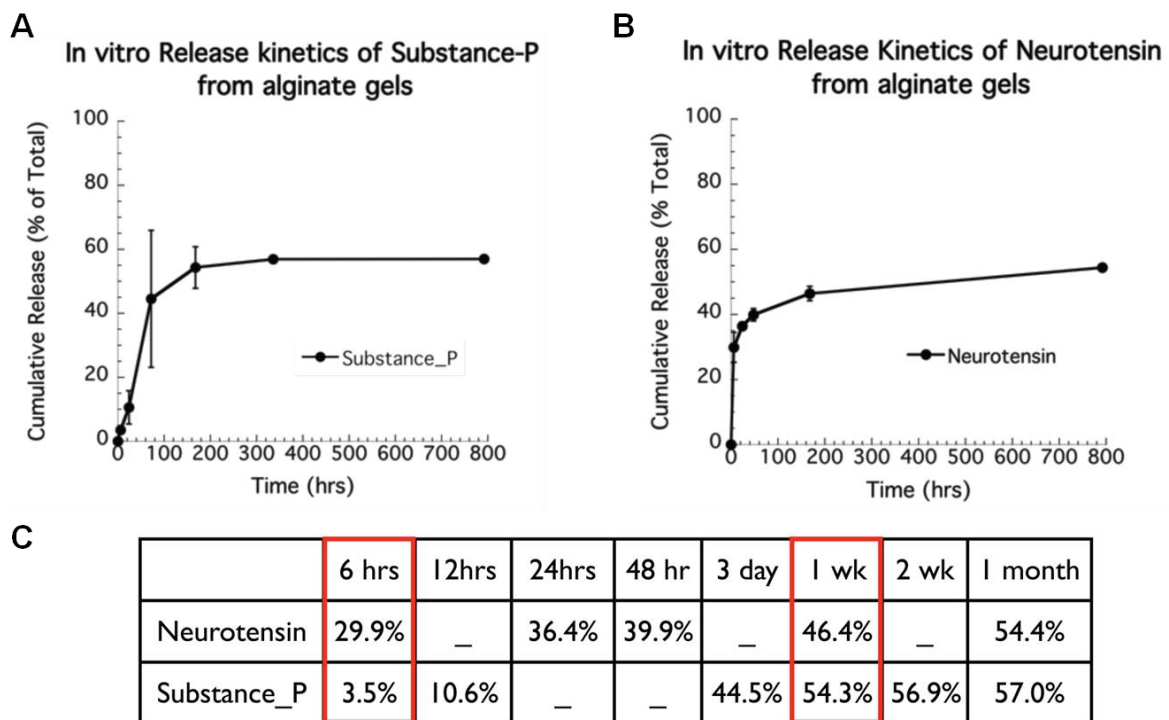 A
In vitro Release kinetics of Substance-P
from alginate gels
Cumulative Release (% of Total)
100
80
60
40
20
0
0 100 200 300 400 500 600 700 800
Time (hrs)
Substance_P
B
In vitro Release Kinetics of Neurotensin
from alginate gels
Cumulative Release (% Total)
100
80
60
40
20
0
0 100 200 300 400 500 600 700 800
Time (hrs)
Neurotensin
C
6 hrs 12hrs 24hrs 48 hr 3 day 1 wk 2 wk 1 month
Neurotensin 29.9% _ 36.4% 39.9% _ 46.4% _ 54.4%
Substance_P 3.5% 10.6% _ _ 44.5% 54.3% 56.9% 57.0%